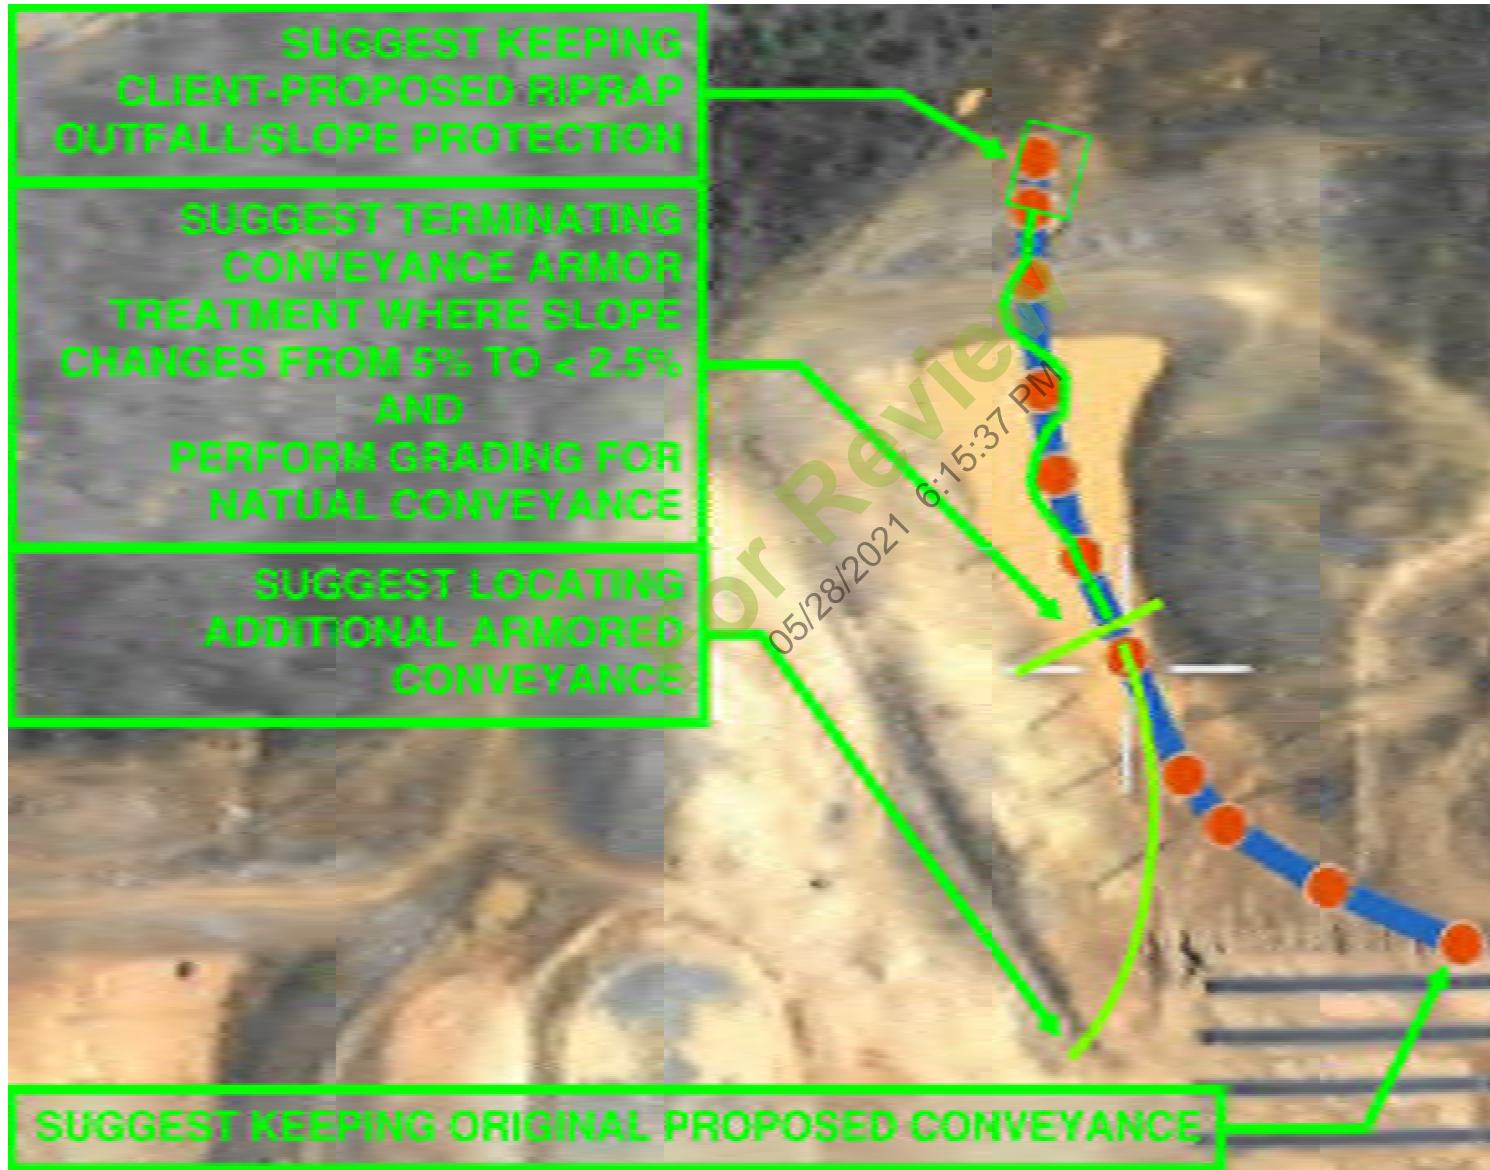 SUGGEST KEEPING
CLIENT-PROPOSED RIPRAP
OUTFALL/SLOPE PROTECTION
SUGGEST TERMINATING
CONVEYANCE ARMOR
TREATMENT WHERE SLOPE
CHANGES FROM 5% TO < 2.5%
AND
PERFORM GRADING FOR
NATUAL CONVEYANCE
SUGGEST LOCATING
ADDITIONAL ARMORED
CONVEYANCE
or Review
05/28/2021 6:15:37 PM
SUGGEST KEEPING ORIGINAL PROPOSED CONVEYANCE